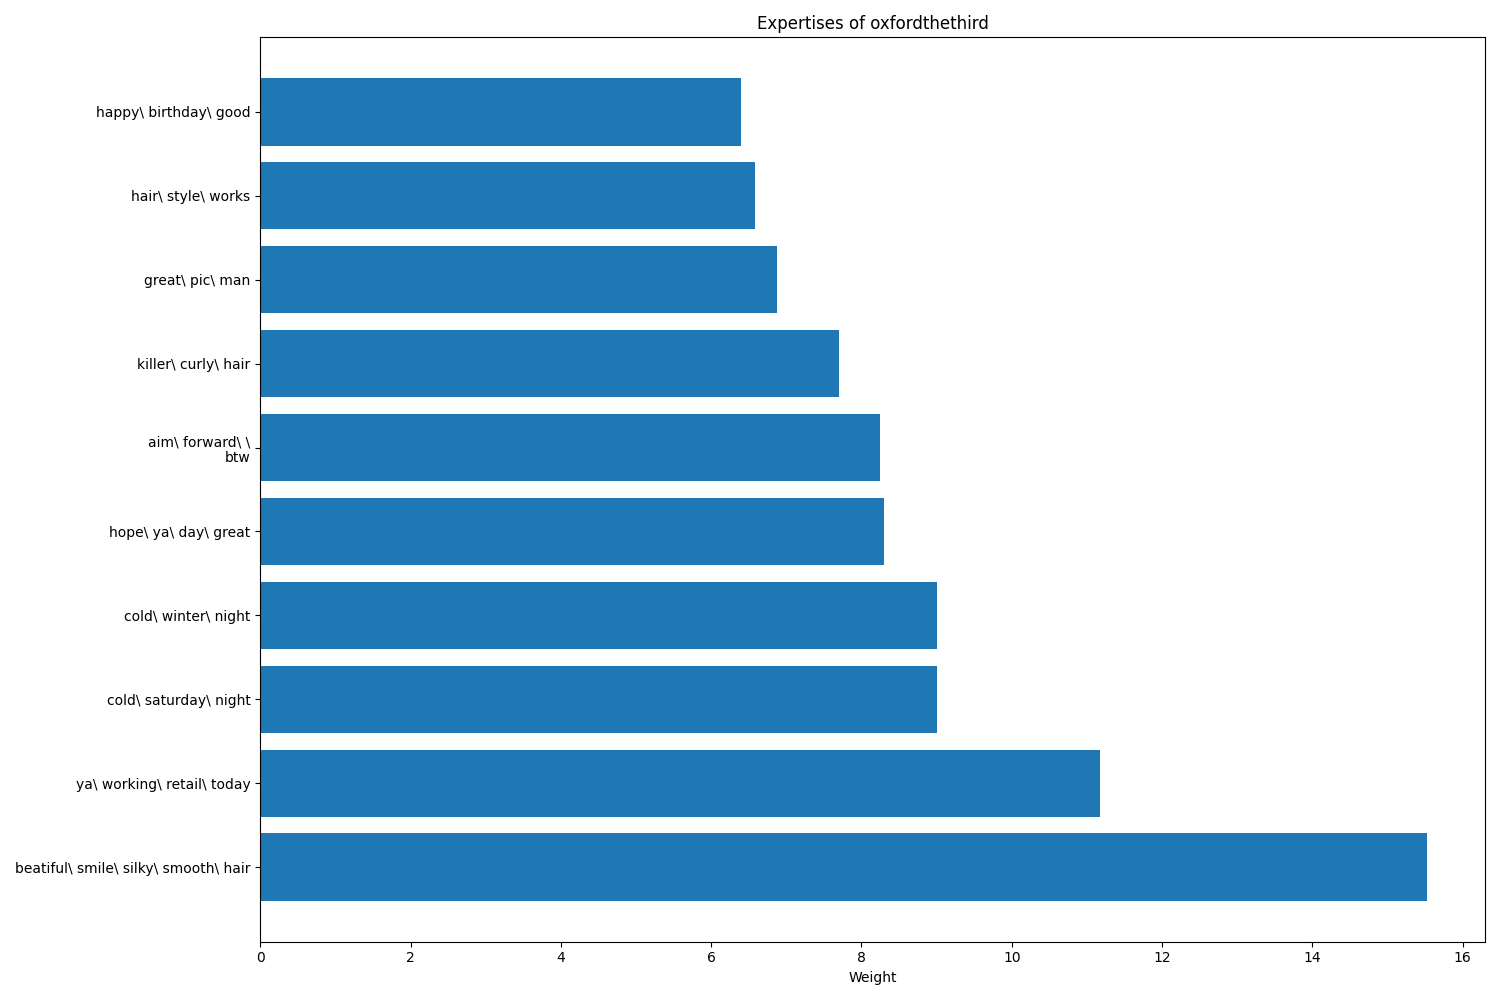 Expertises of oxfordthethird
happy\ birthday\ good
hair\ style\ works
great\ pic\ man
killer\ curly\ hair
aim\ forward\ \
btw
hope\ ya\ day\ great
cold\ winter\ night
cold\ saturday\ night
ya\ working\ retail\ today
beatiful\ smile\ silky\ smooth\ hair
0 2 4 6 8 10 12 14 16
Weight